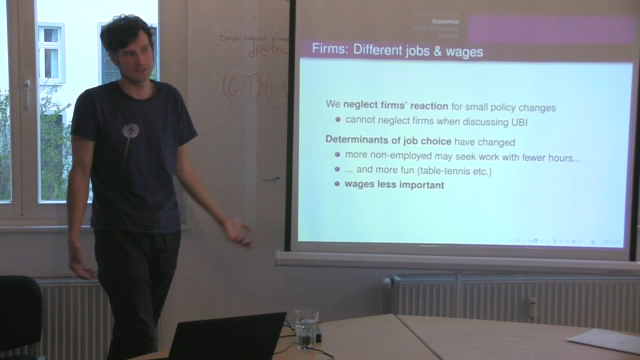 Economics
Firms: Different jobs & wages
We neglect firms' reaction for small policy changes
cannot neglect firms when discussing UBI
Determinants of job choice have changed
more non-employed may seek work with fewer hours...
... and more fun (table-tennis etc.)
wages less important